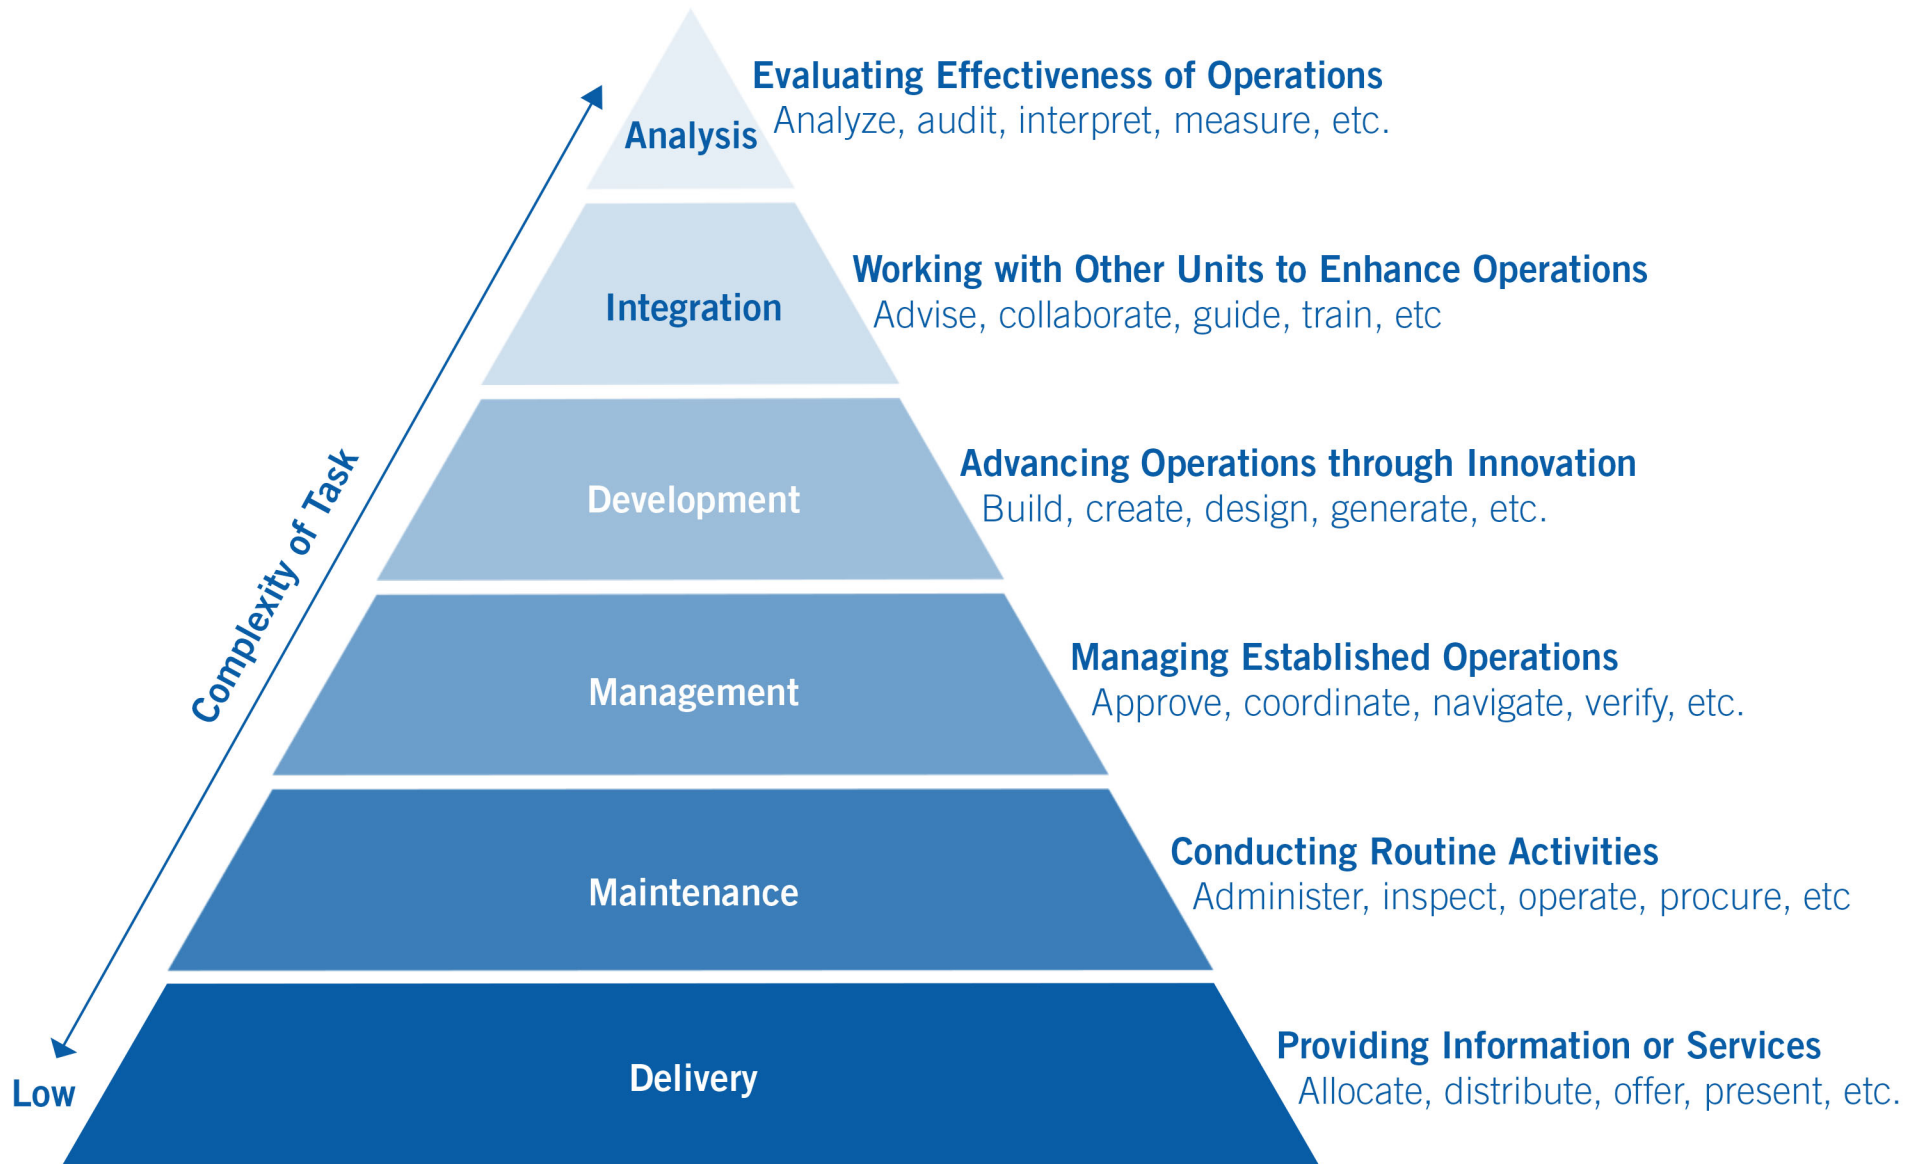 Evaluating Effectiveness of Operations
Analyze, audit, interpret, measure, etc.
Analysis
Working with Other Units to Enhance Operations
Advise, collaborate, guide, train, etc
Integration
Advancing Operations through Innovation
Build, create, design, generate, etc.
Development
Complexity of Task
Managing Established Operations
Approve, coordinate, navigate, verify, etc.
Management
Conducting Routine Activities
Administer, inspect, operate, procure, etc
Maintenance
Providing Information or Services
Allocate, distribute, offer, present, etc.
Delivery
Low